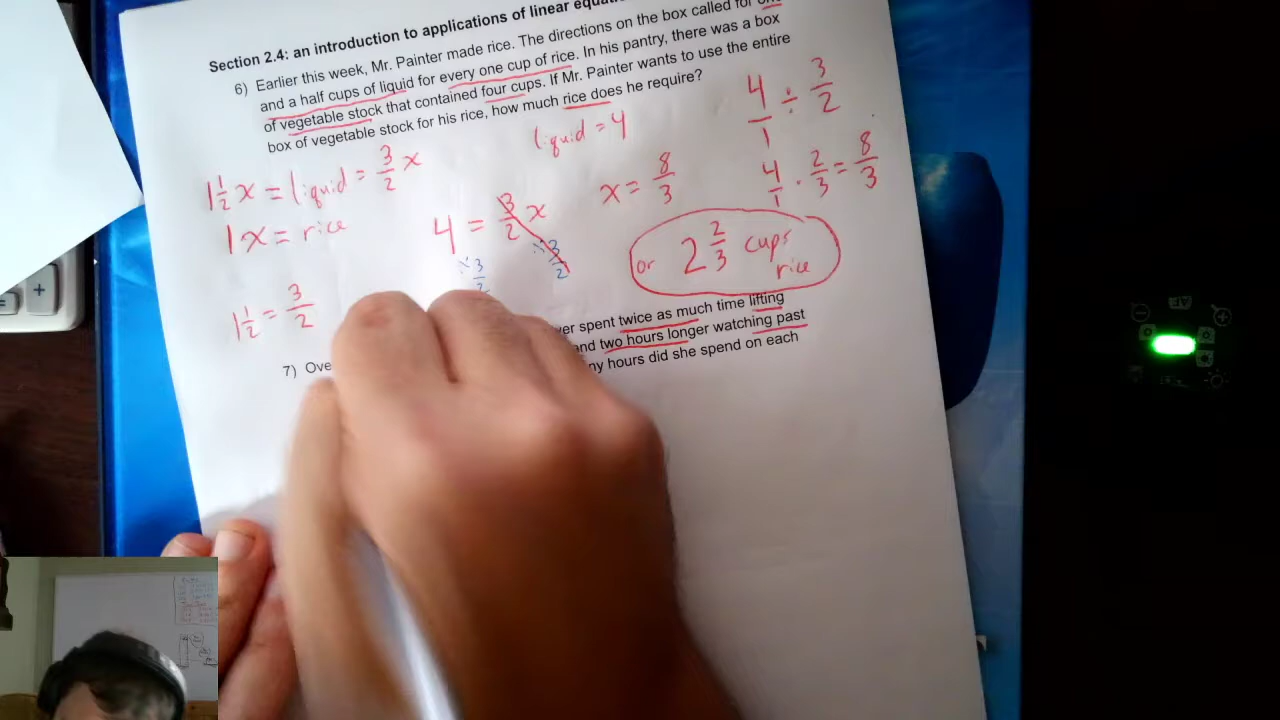 Section 2.4: an introduction to applications of linear
6) Earlier this week, Mr. Painter made rice. The directions on the box called for one
and a half cups of liquid for every one cup of rice. In his pantry, there was a box
of vegetable stock that contained four cups. If Mr. Painter wants to use the entire
box of vegetable stock for his rice, how much rice does he require?
liquid = 4
4/1 ÷ 3/2
1 1/2 x = liquid = 3/2 x
4 = 3/2 x
÷ 3/2 ÷ 3/2
x = 8/3
4/1 · 2/3 = 8/3
1x = rice
or 2 2/3 cups rice
1 1/2 = 3/2
spent twice as much time lifting
and two hours longer watching past
7) hours did she spend on each